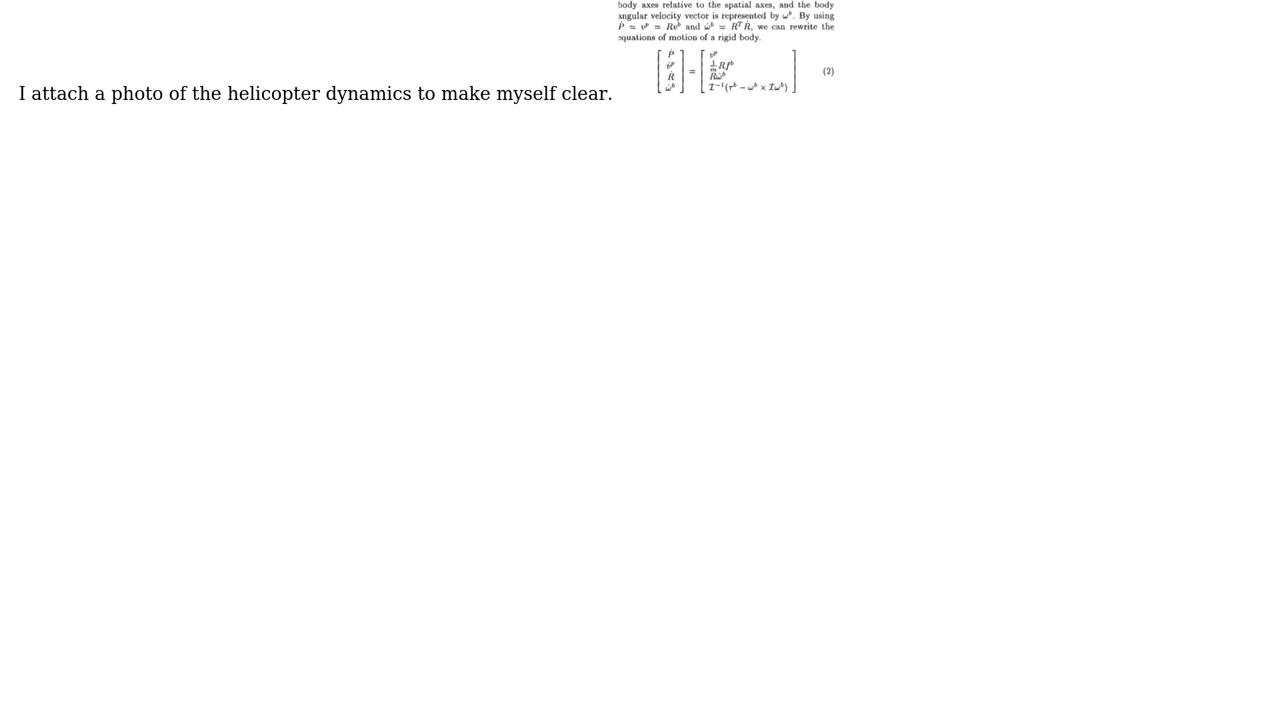 body axes relative to the spatial axes, and the body
angular velocity vector is represented by ω^b. By using
Ṗ = v^p = Rv^b and ω̂^b = R^T Ṙ, we can rewrite the
equations of motion of a rigid body.
[ Ṗ ] = [ v^p ]
[ v̇^p ] [ 1/m Rf^b ] (2)
[ Ṙ ] [ Rω̂^b ]
[ ω̇^b ] [ I^−1(τ^b − ω^b × Iω^b) ]
I attach a photo of the helicopter dynamics to make myself clear.